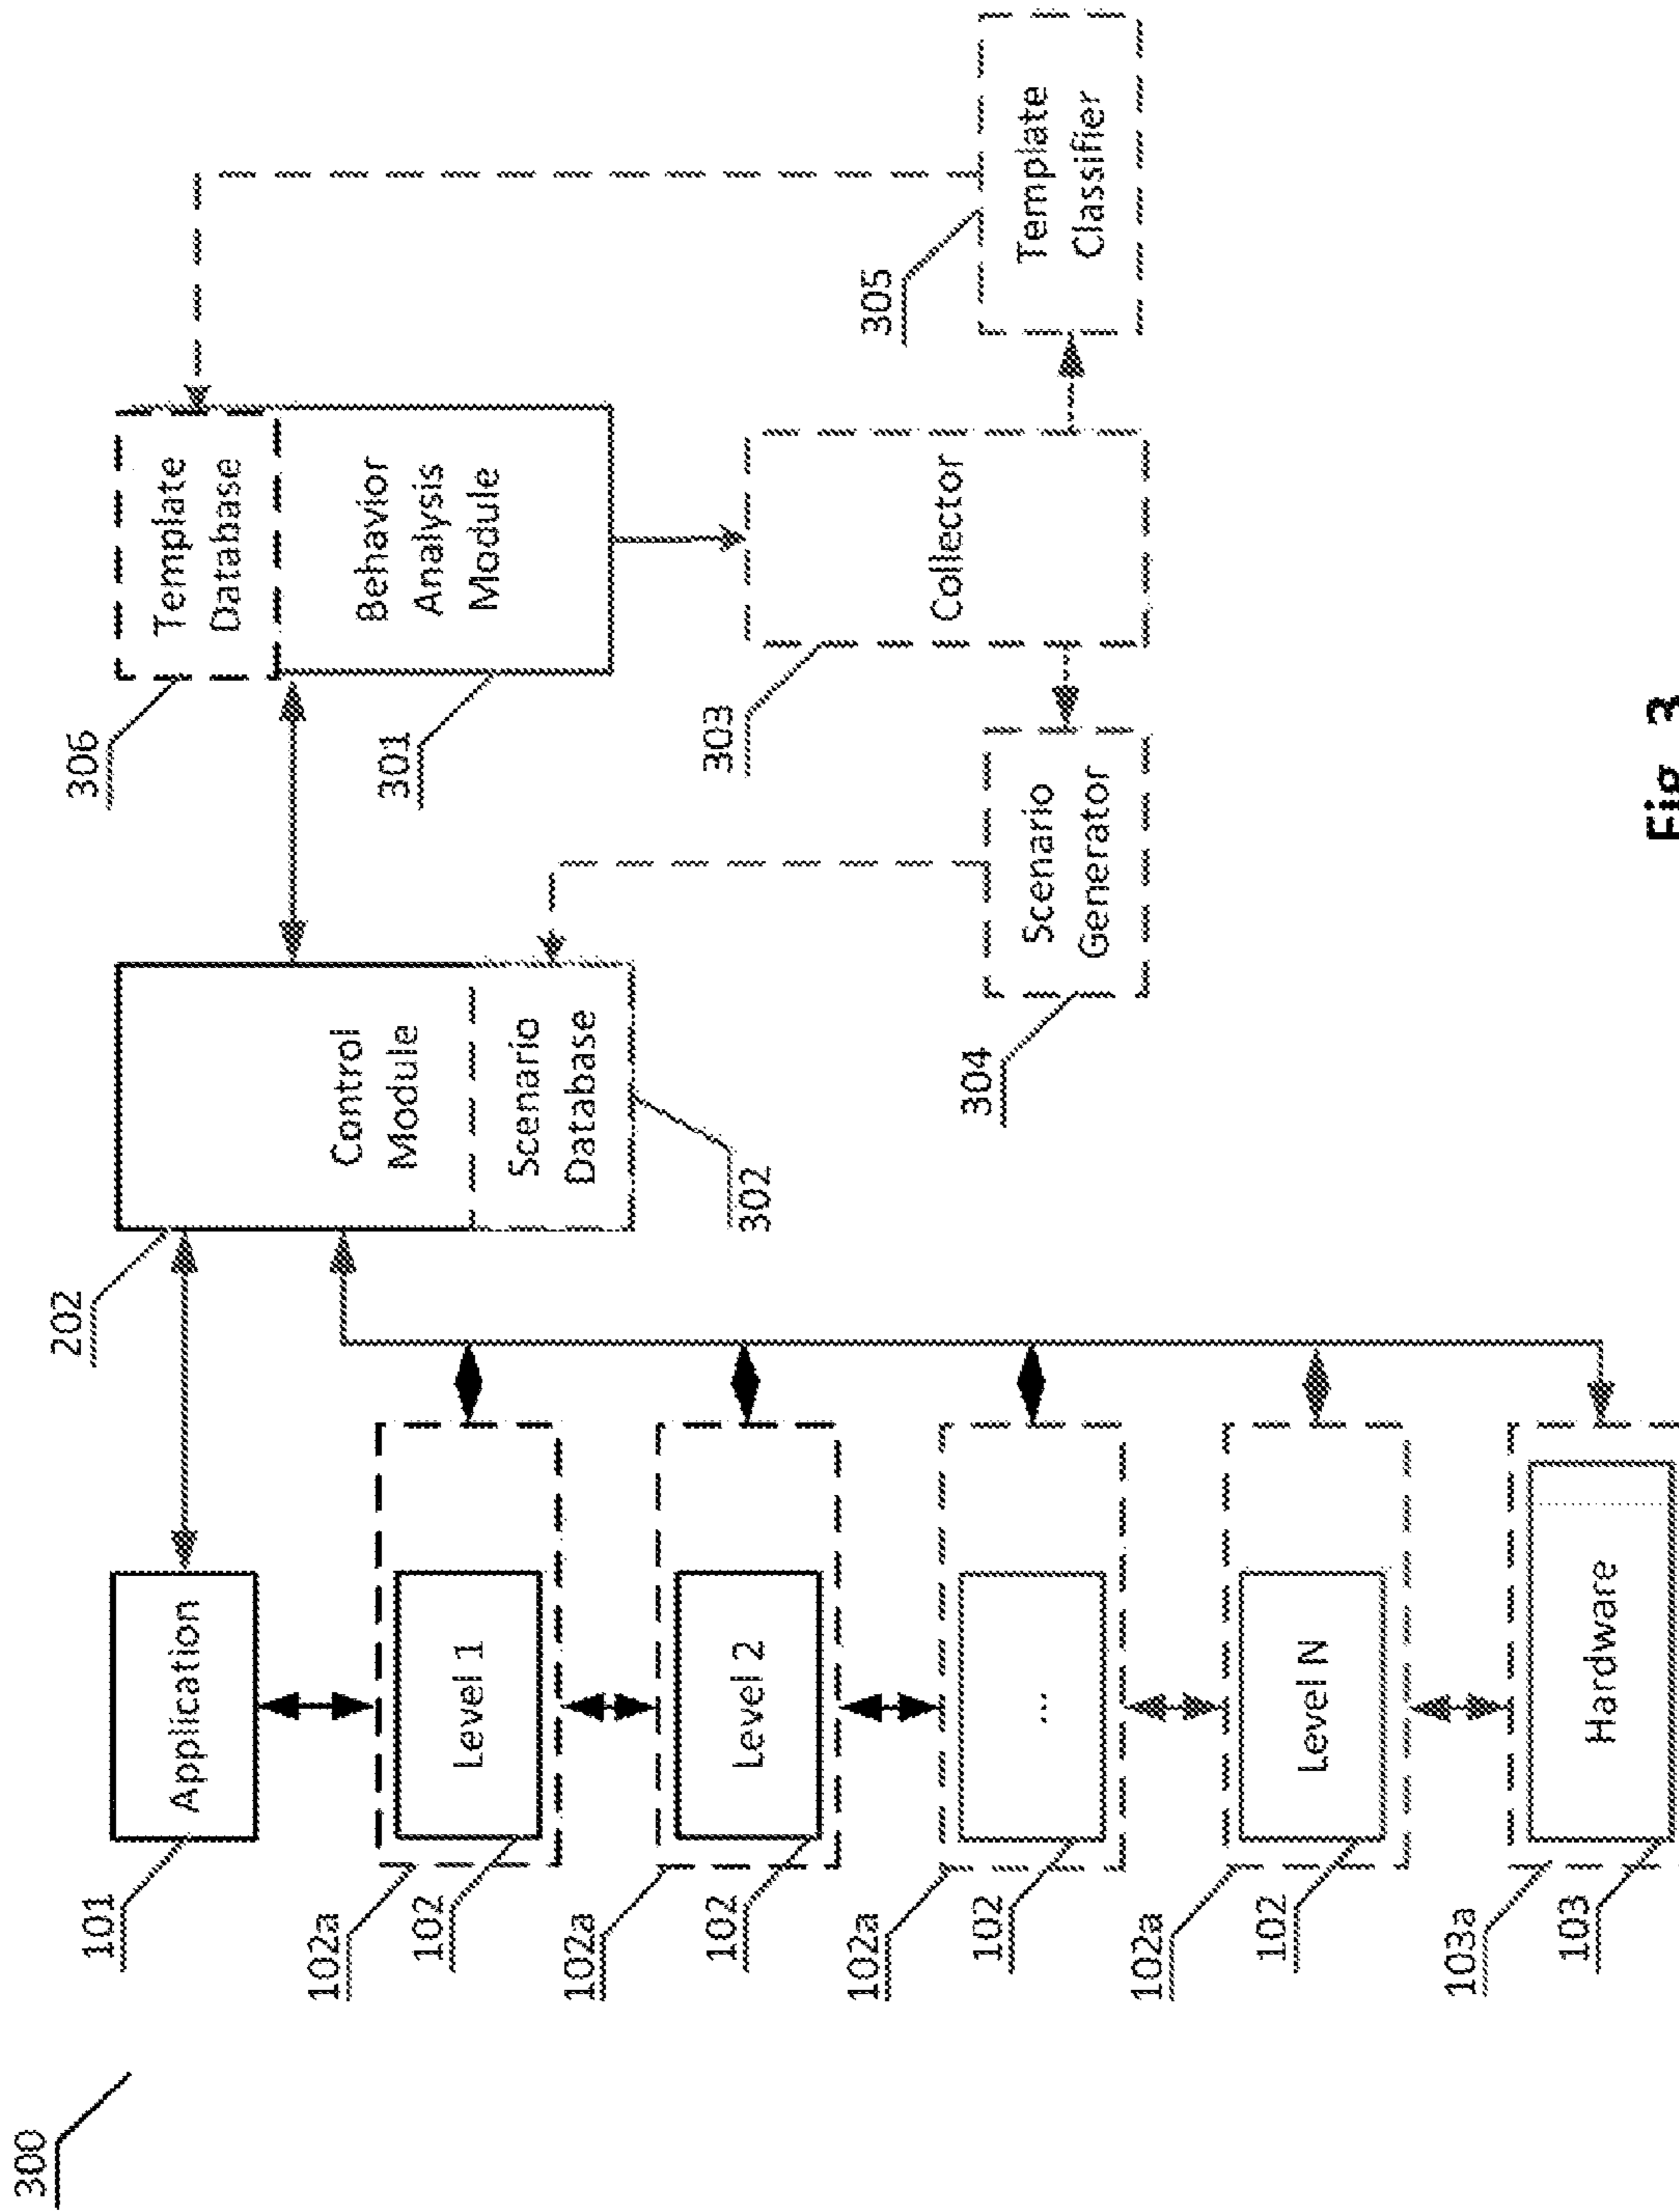 300
101
Application
202
Control
Module
306
Template
Database
102a
102
Level 1
Scenario
Database
302
301
Behavior
Analysis
Module
102a
102
Level 2
303
Collector
305
102a
102
...
304
Scenario
Generator
Template
Classifier
102a
102
Level N
103a
103
Hardware
Fig. 3